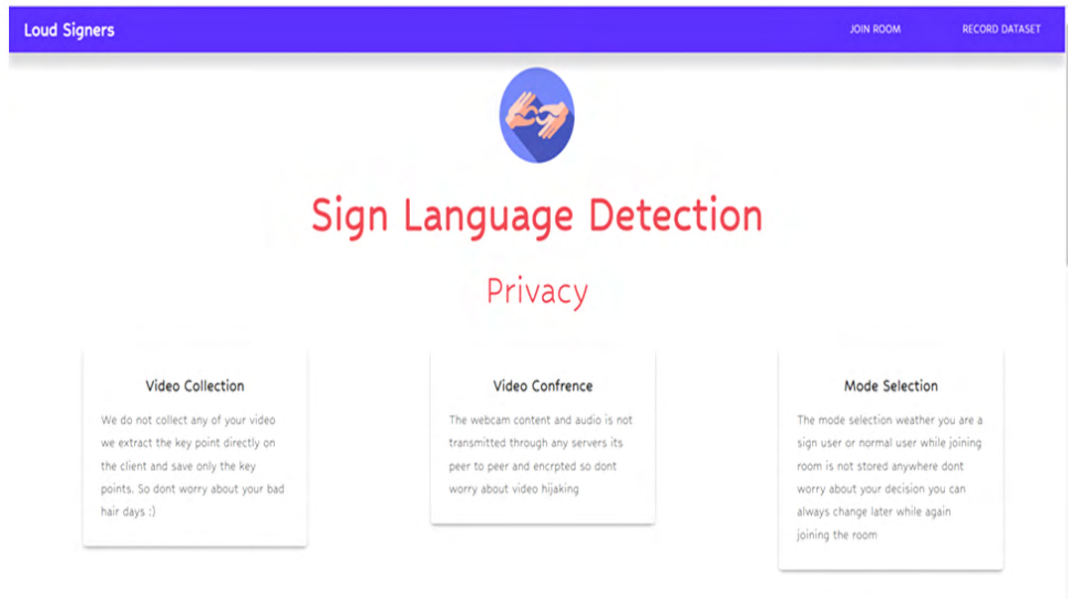 Loud Signers
JOIN ROOM
RECORD DATASET
Sign Language Detection
Privacy
Video Collection
We do not collect any of your video
we extract the key point directly on
the client and save only the key
points. So dont worry about your bad
hair days :)
Video Confrence
The webcam content and audio is not
transmitted through any servers its
peer to peer and encrpted so dont
worry about video hijaking
Mode Selection
The mode selection weather you are a
sign user or normal user while joining
room is not stored anywhere dont
worry about your decision you can
always change later while again
joining the room